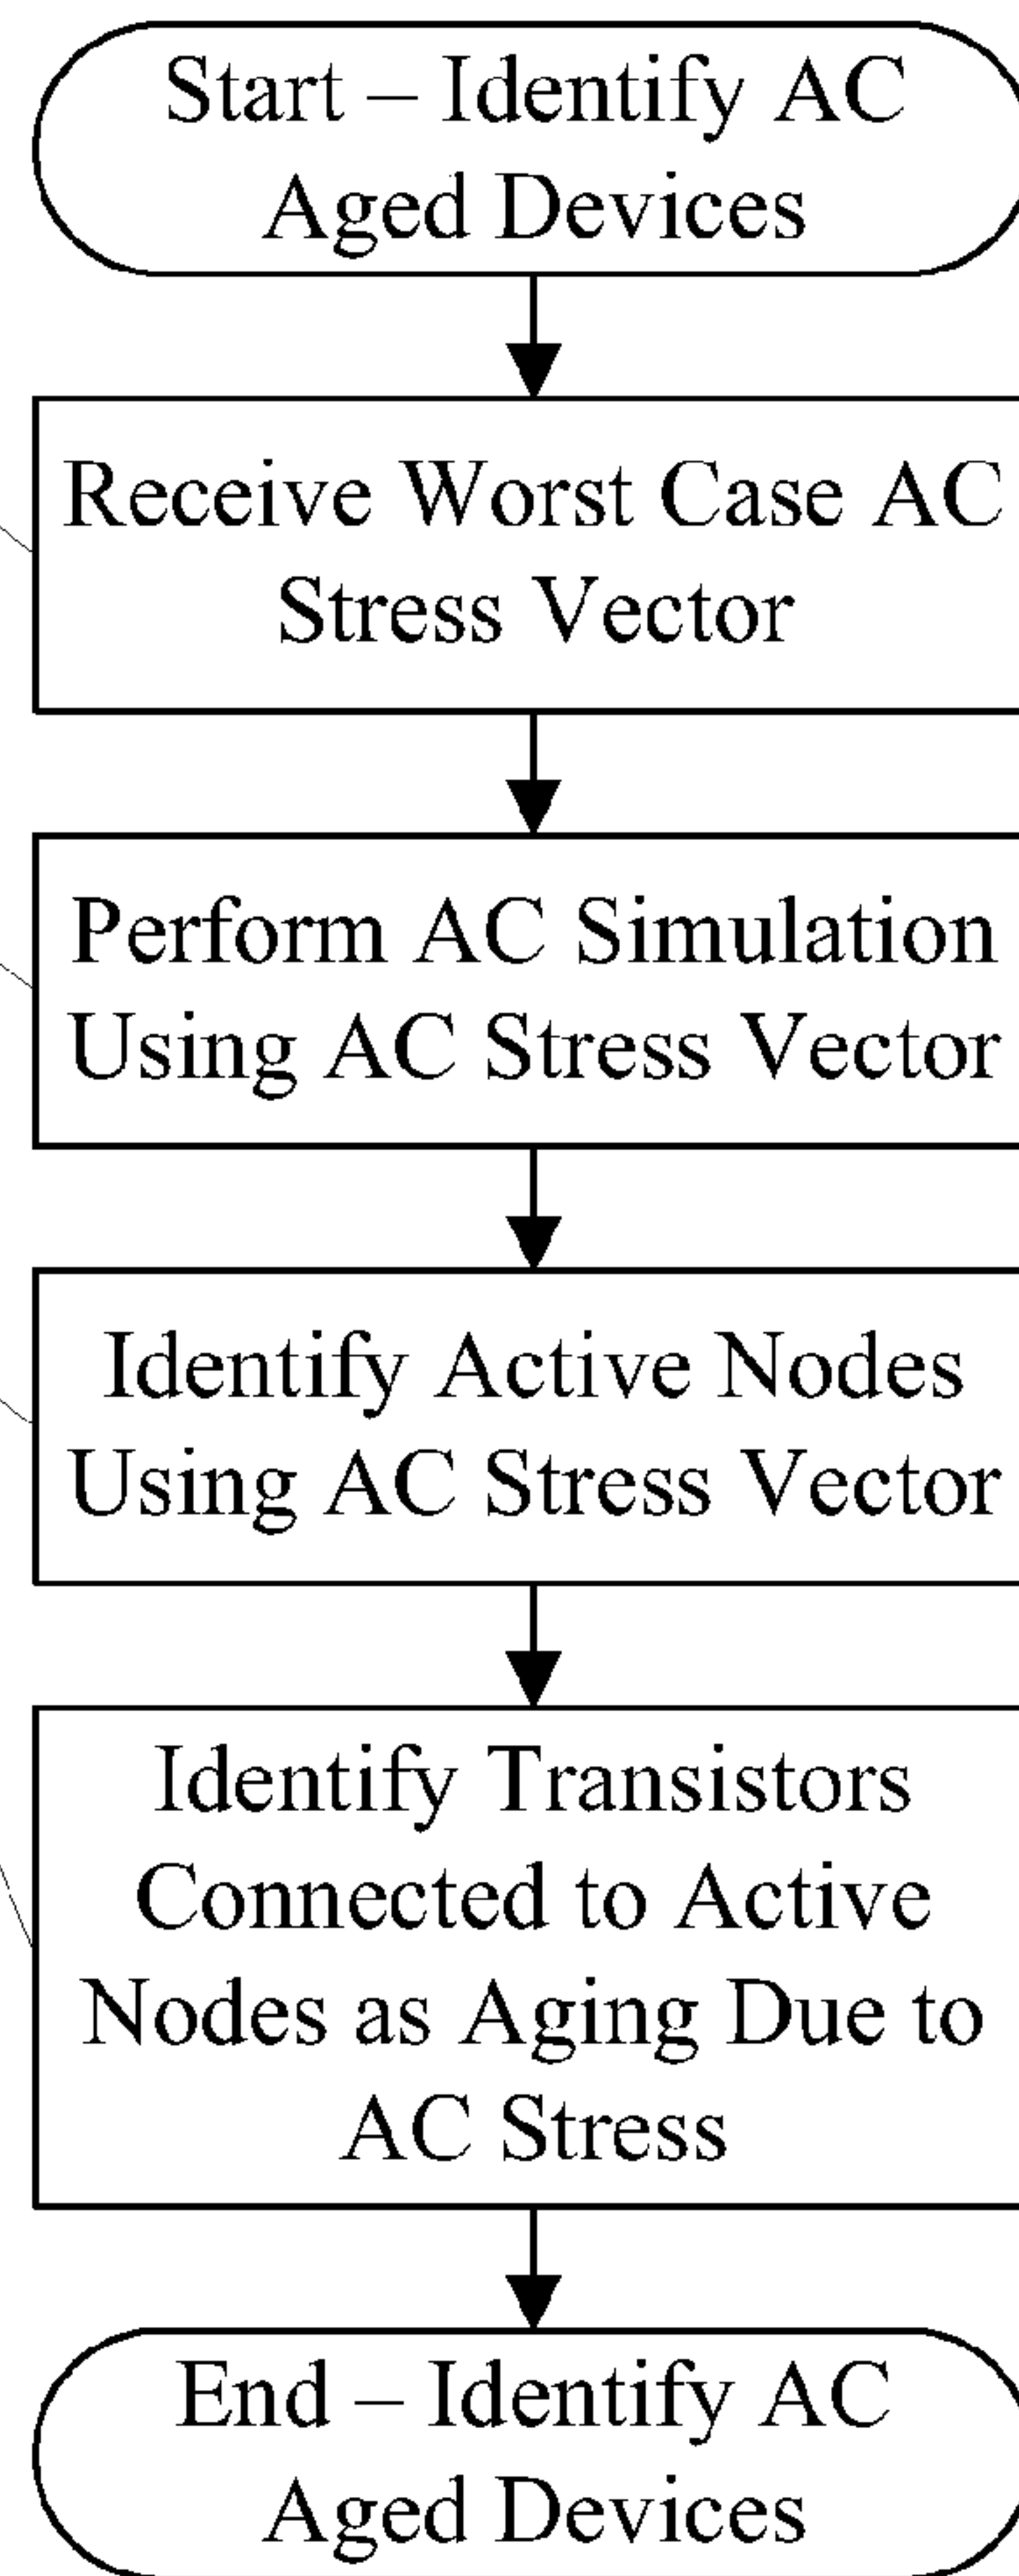 Start – Identify AC
Aged Devices
Receive Worst Case AC
Stress Vector
Perform AC Simulation
Using AC Stress Vector
Identify Active Nodes
Using AC Stress Vector
Identify Transistors
Connected to Active
Nodes as Aging Due to
AC Stress
End – Identify AC
Aged Devices